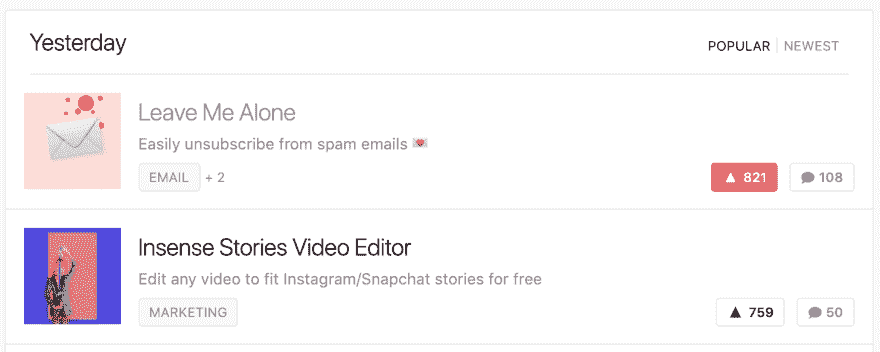 Yesterday
POPULAR NEWEST
Leave Me Alone
Easily unsubscribe from spam emails 💌
EMAIL + 2
821 108
Insense Stories Video Editor
Edit any video to fit Instagram/Snapchat stories for free
MARKETING
759 50